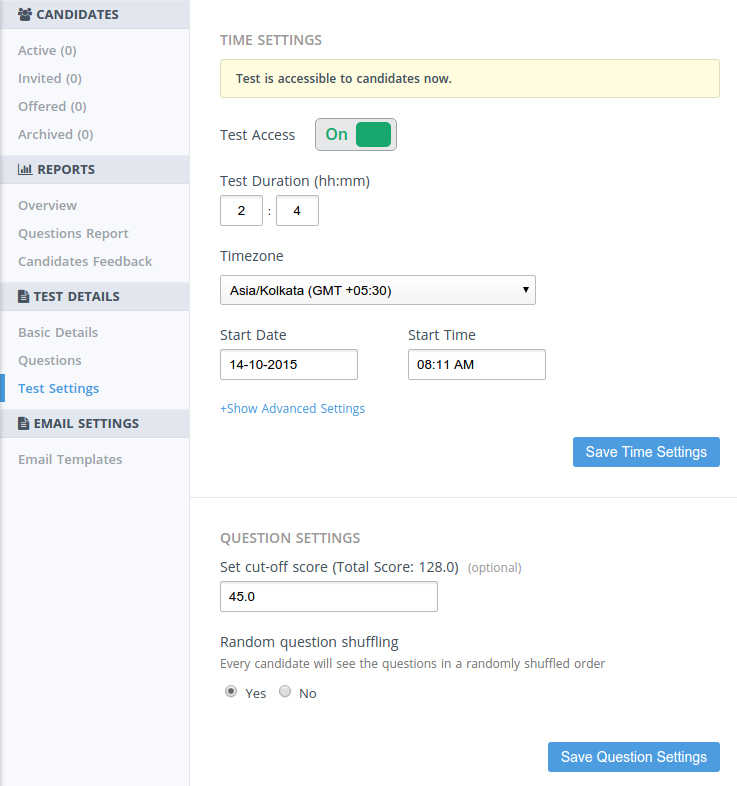 CANDIDATES
Active (0)
Invited (0)
Offered (0)
Archived (0)
REPORTS
Overview
Questions Report
Candidates Feedback
TEST DETAILS
Basic Details
Questions
Test Settings
EMAIL SETTINGS
Email Templates
TIME SETTINGS
Test is accessible to candidates now.
Test Access On
Test Duration (hh:mm)
2 : 4
Timezone
Asia/Kolkata (GMT +05:30)
Start Date Start Time
14-10-2015 08:11 AM
+Show Advanced Settings
Save Time Settings
QUESTION SETTINGS
Set cut-off score (Total Score: 128.0) (optional)
45.0
Random question shuffling
Every candidate will see the questions in a randomly shuffled order
Yes No
Save Question Settings